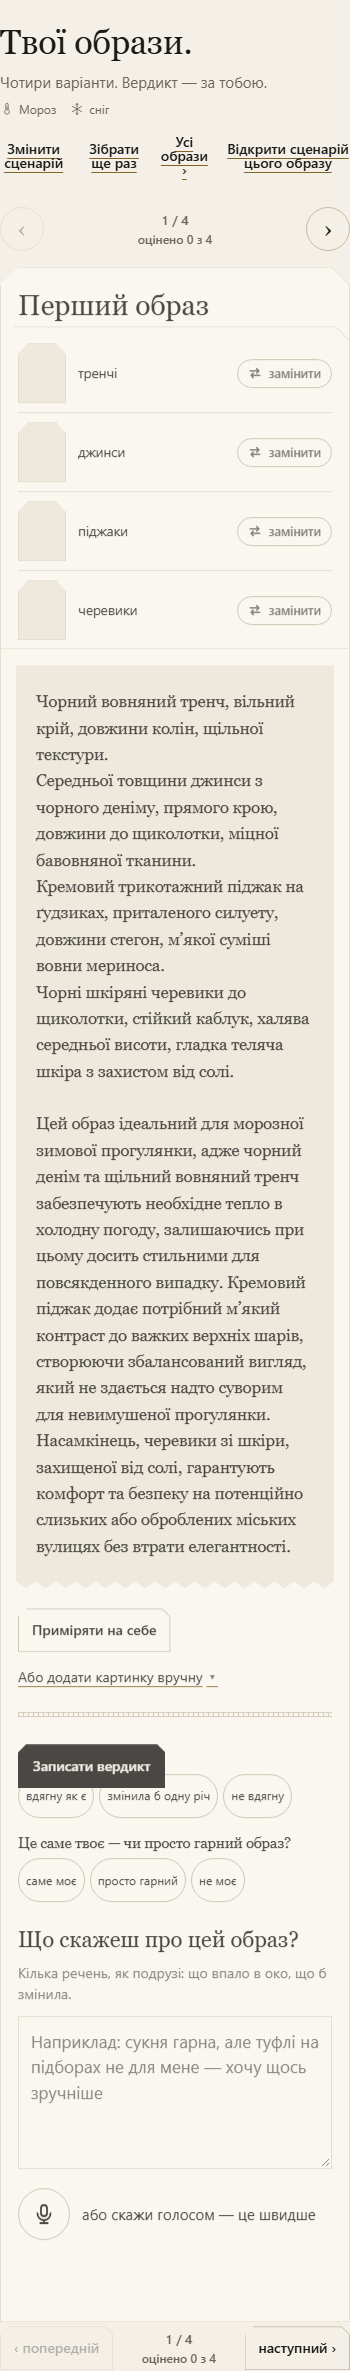 Твої образи.
Чотири варіанти. Вердикт — за тобою.
Мороз сніг
Змінити сценарій
Зібрати ще раз
Усі образи ›
Відкрити сценарій цього образу
‹
1 / 4
оцінено 0 з 4
›
Перший образ
тренчі
⇄ замінити
джинси
⇄ замінити
піджаки
⇄ замінити
черевики
⇄ замінити
Чорний вовняний тренч, вільний
крій, довжини колін, щільної
текстури.
Середньої товщини джинси з
чорного деніму, прямого крою,
довжини до щиколотки, міцної
бавовняної тканини.
Кремовий трикотажний піджак на
ґудзиках, приталеного силуету,
довжини стегон, м’якої суміші
вовни мериноса.
Чорні шкіряні черевики до
щиколотки, стійкий каблук, халява
середньої висоти, гладка теляча
шкіра з захистом від солі.
Цей образ ідеальний для морозної
зимової прогулянки, адже чорний
денім та щільний вовняний тренч
забезпечують необхідне тепло в
холодну погоду, залишаючись при
цьому досить стильними для
повсякденного випадку. Кремовий
піджак додає потрібний м’який
контраст до важких верхніх шарів,
створюючи збалансований вигляд,
який не здається надто суворим
для невимушеної прогулянки.
Насамкінець, черевики зі шкіри,
захищеної від солі, гарантують
комфорт та безпеку на потенційно
слизьких або оброблених міських
вулицях без втрати елегантності.
Приміряти на себе
Або додати картинку вручну ▾
Записати вердикт
вдягну як є
змінила б одну річ
не вдягну
Це саме твоє — чи просто гарний образ?
саме моє
просто гарний
не моє
Що скажеш про цей образ?
Кілька речень, як подрузі: що впало в око, що б
змінила.
Наприклад: сукня гарна, але туфлі на
підборах не для мене — хочу щось
зручніше
або скажи голосом — це швидше
‹ попередній
1 / 4
оцінено 0 з 4
наступний ›